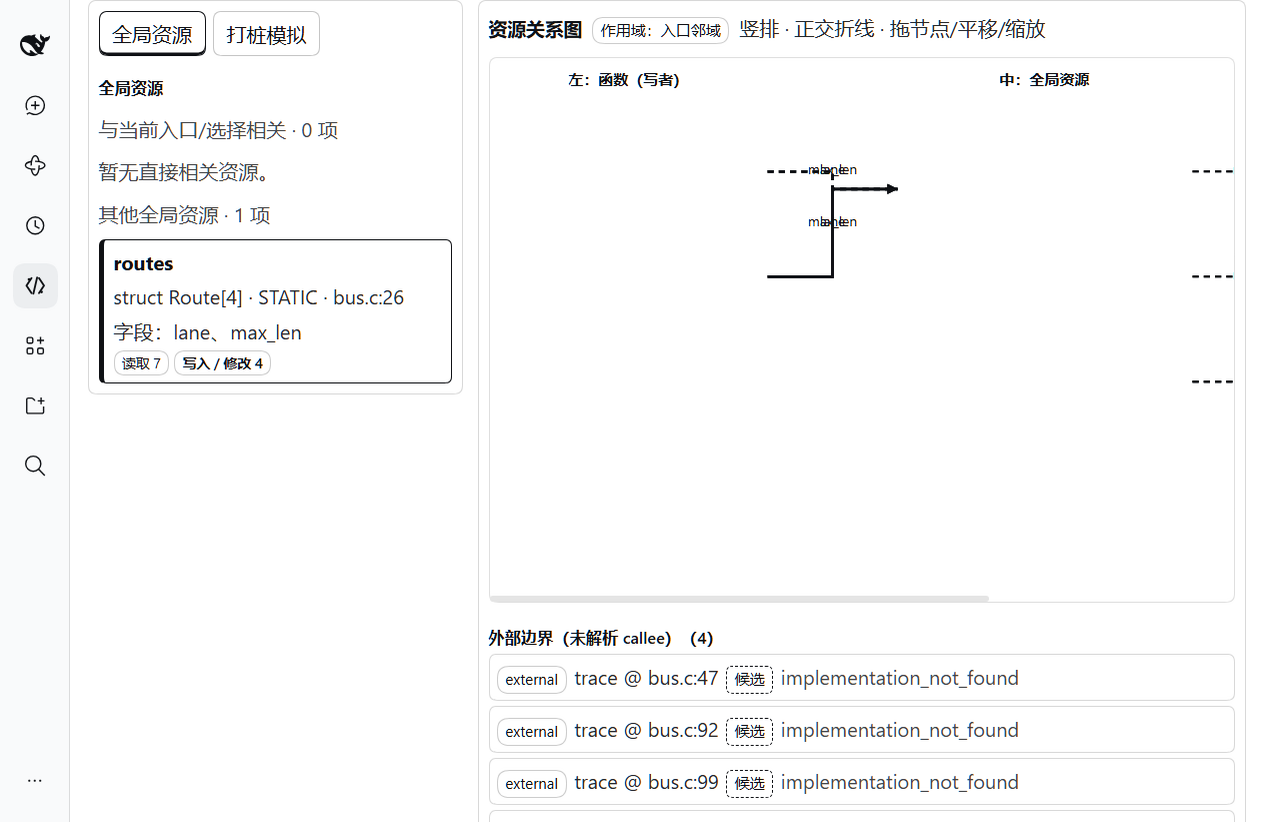 全局资源
打桩模拟
全局资源
与当前入口/选择相关 · 0 项
暂无直接相关资源。
其他全局资源 · 1 项
routes
struct Route[4] · STATIC · bus.c:26
字段：lane、max_len
读取 7
写入 / 修改 4
资源关系图
作用域：入口邻域
竖排 · 正交折线 · 拖节点/平移/缩放
左：函数（写者）
中：全局资源
外部边界（未解析 callee）（4）
external trace @ bus.c:47 候选 implementation_not_found
external trace @ bus.c:92 候选 implementation_not_found
external trace @ bus.c:99 候选 implementation_not_found